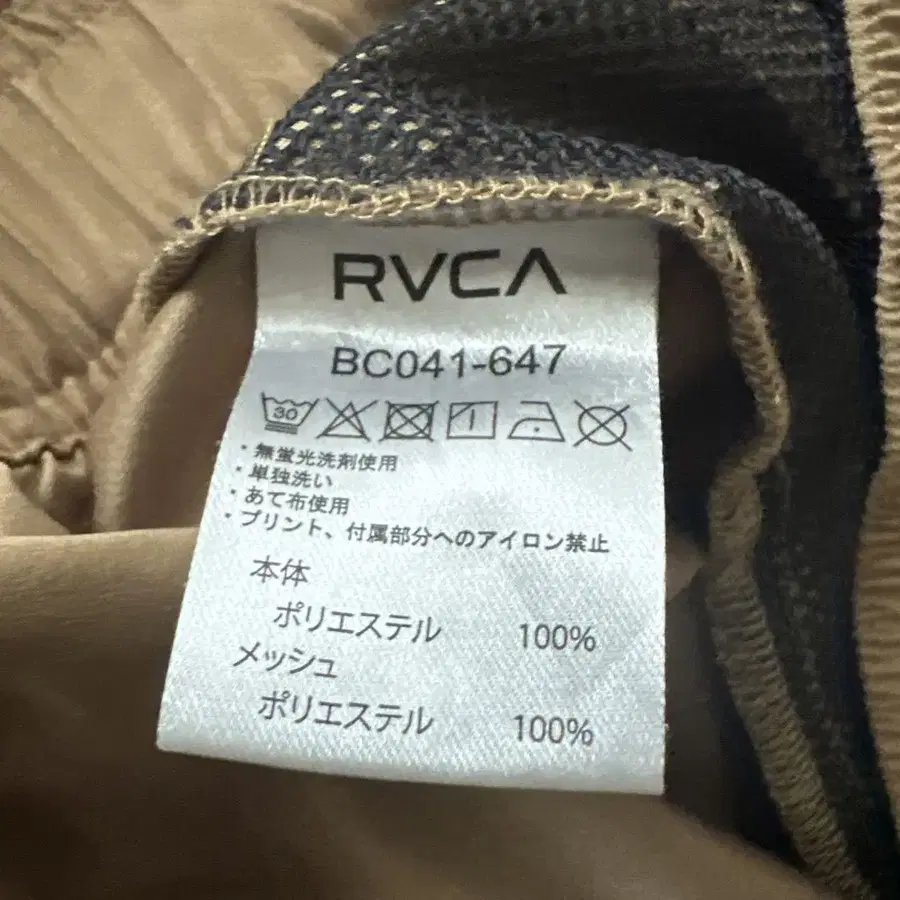 RVCA
BC041-647
30
・無蛍光洗剤使用
・単独洗い
・あて布使用
・プリント、付属部分へのアイロン禁止
本体
ポリエステル 100%
メッシュ
ポリエステル 100%